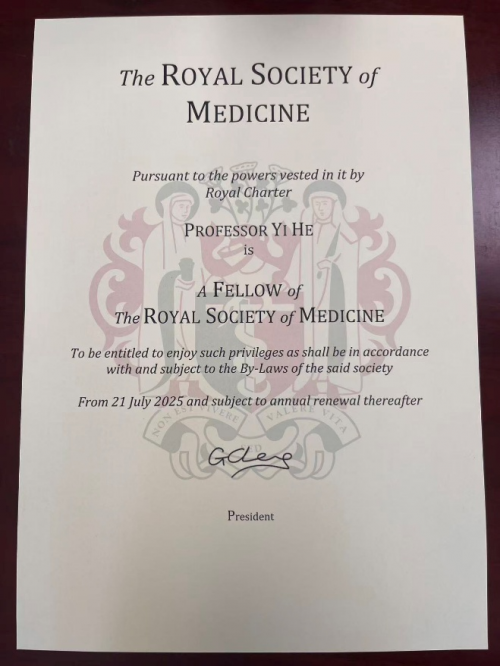 The ROYAL SOCIETY of
MEDICINE
Pursuant to the powers vested in it by
Royal Charter
PROFESSOR YI HE
is
A FELLOW of
The ROYAL SOCIETY of MEDICINE
To be entitled to enjoy such privileges as shall be in accordance
with and subject to the By-Laws of the said society
From 21 July 2025 and subject to annual renewal thereafter
NON EST VIVERE
VALERE VITA
President